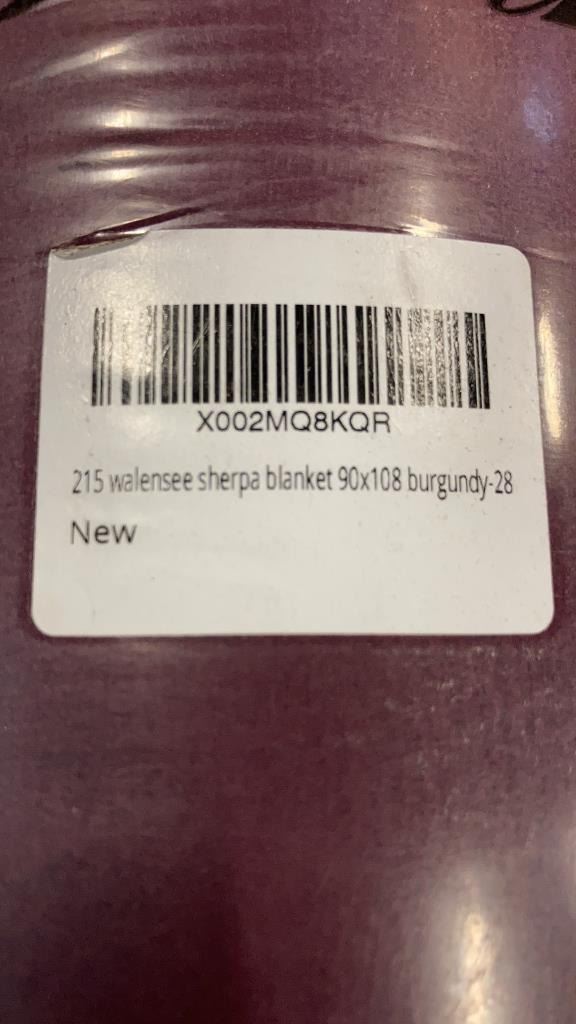 X002MQ8KQR
215 walensee sherpa blanket 90x108 burgundy-28
New